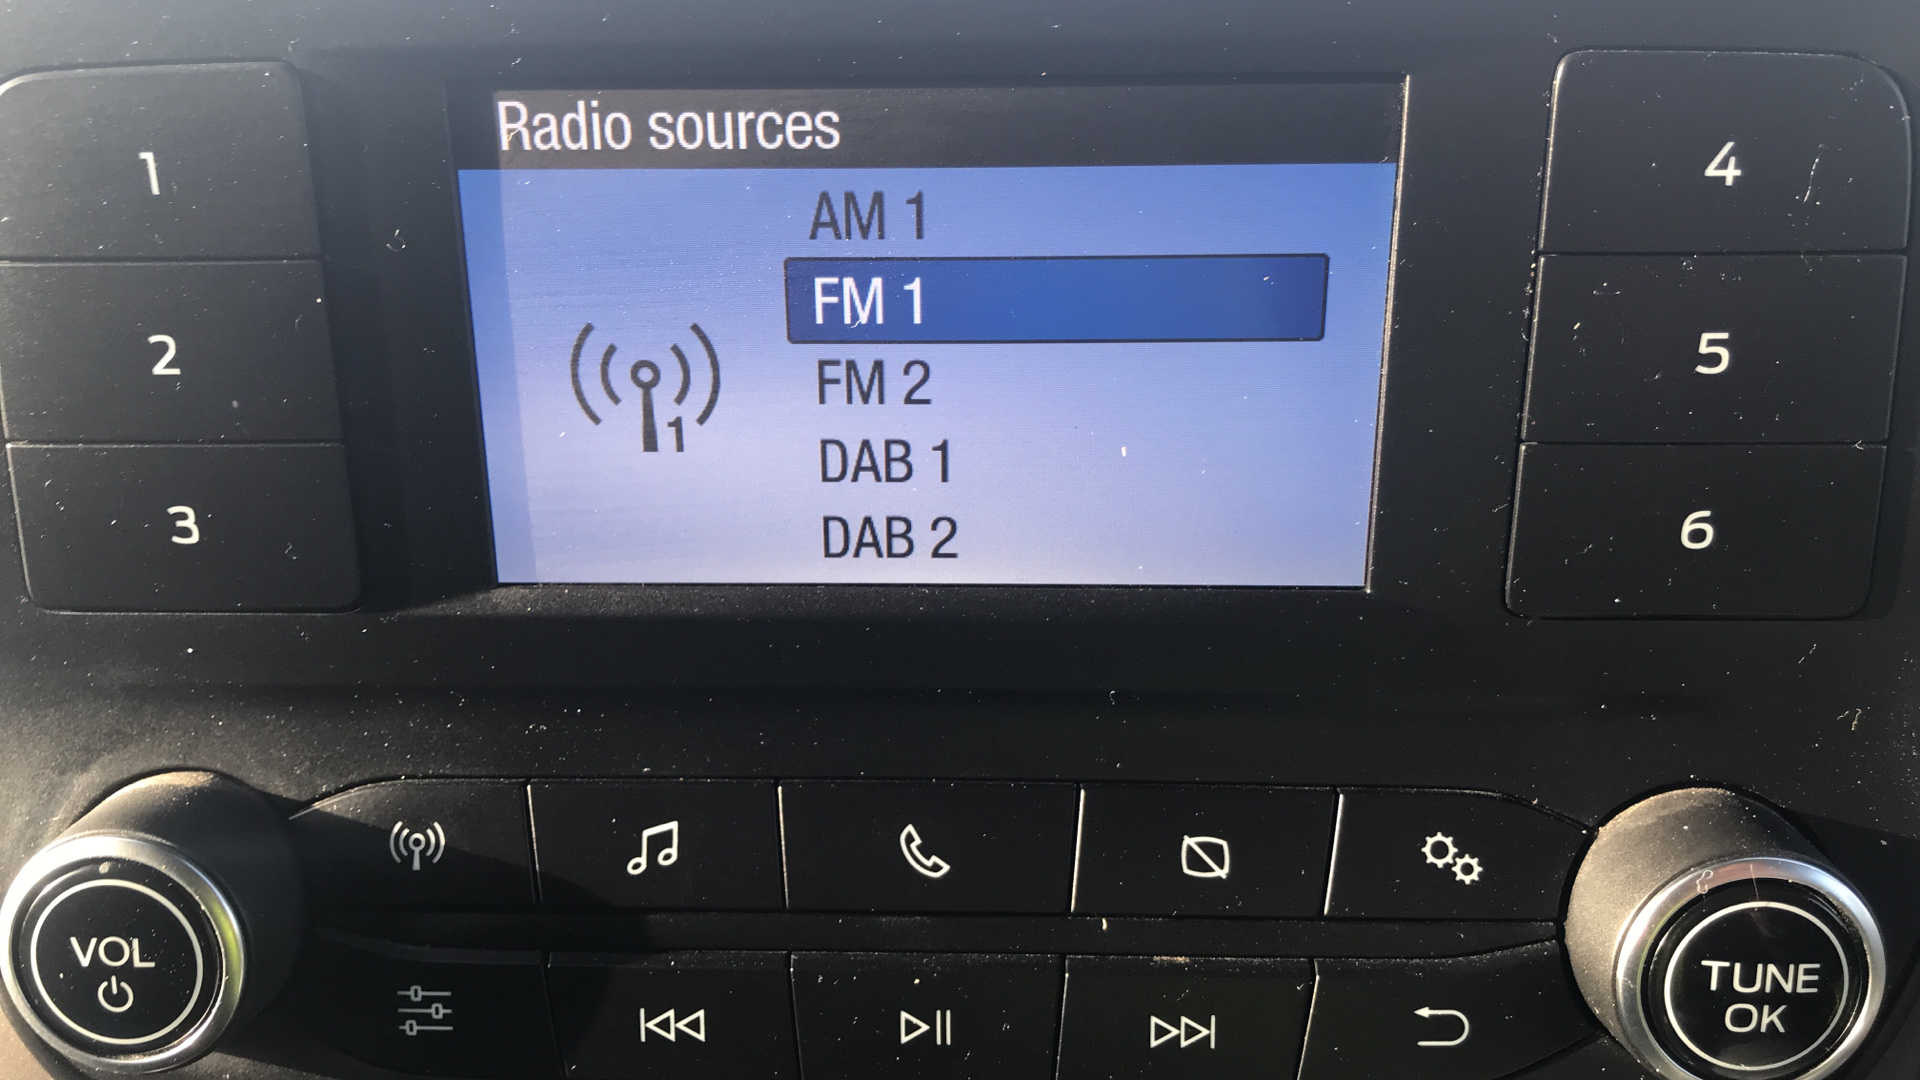 Radio sources
AM 1
FM 1
FM 2
DAB 1
DAB 2
1
1
2
3
4
5
6
VOL
TUNE
OK